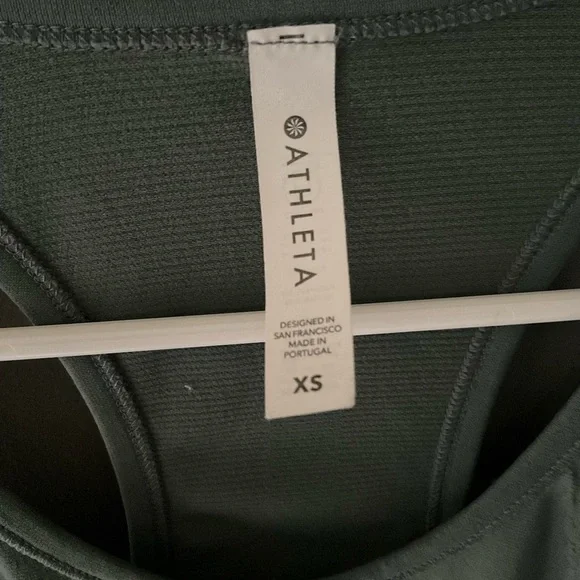 ATHLETA
DESIGNED IN
SAN FRANCISCO
MADE IN
PORTUGAL
XS